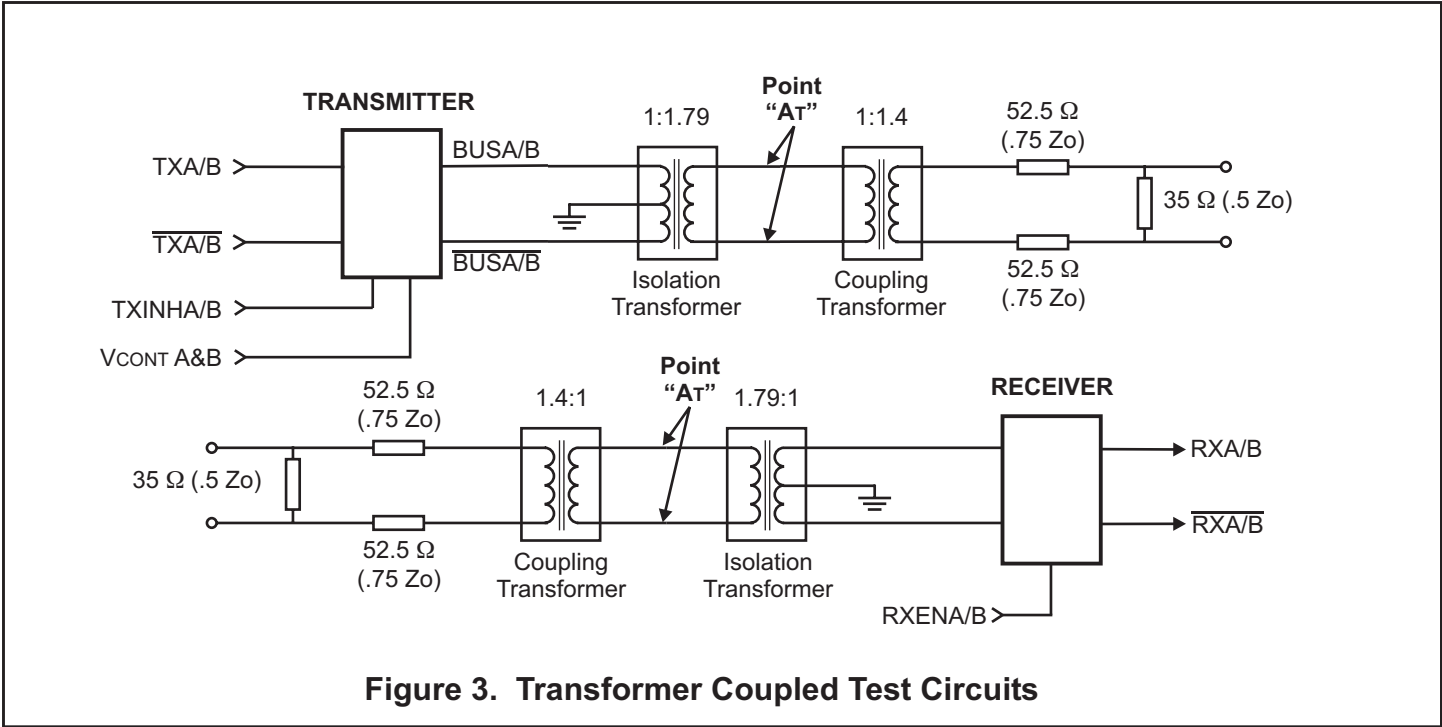 TRANSMITTER
Point
“AT”
1:1.79
1:1.4
52.5 Ω
(.75 Zo)
TXA/B
BUSA/B
35 Ω (.5 Zo)
TXA/B
BUSA/B
52.5 Ω
(.75 Zo)
Isolation
Transformer
Coupling
Transformer
TXINHA/B
VCONT A&B
Point
“AT”
52.5 Ω
(.75 Zo)
1.4:1
1.79:1
RECEIVER
RXA/B
35 Ω (.5 Zo)
RXA/B
52.5 Ω
(.75 Zo)
Coupling
Transformer
Isolation
Transformer
RXENA/B
Figure 3. Transformer Coupled Test Circuits